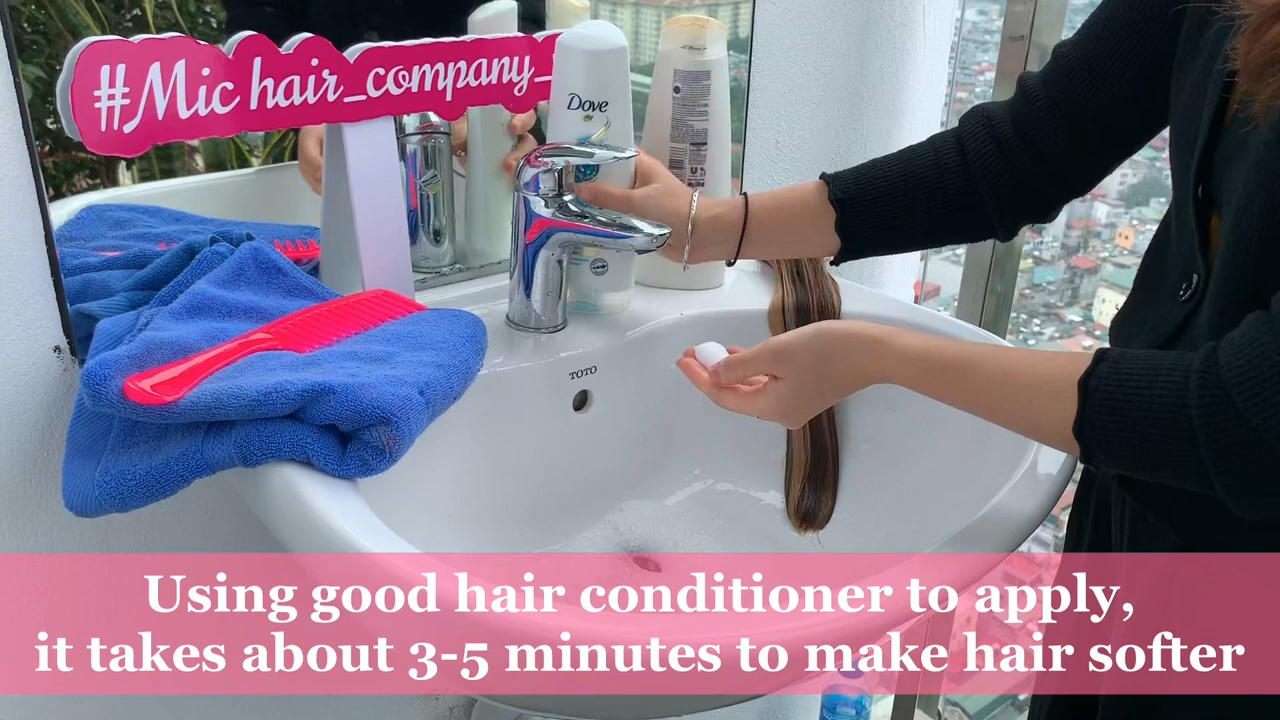 #Mic hair_company_
Dove
TOTO
Using good hair conditioner to apply,
it takes about 3-5 minutes to make hair softer